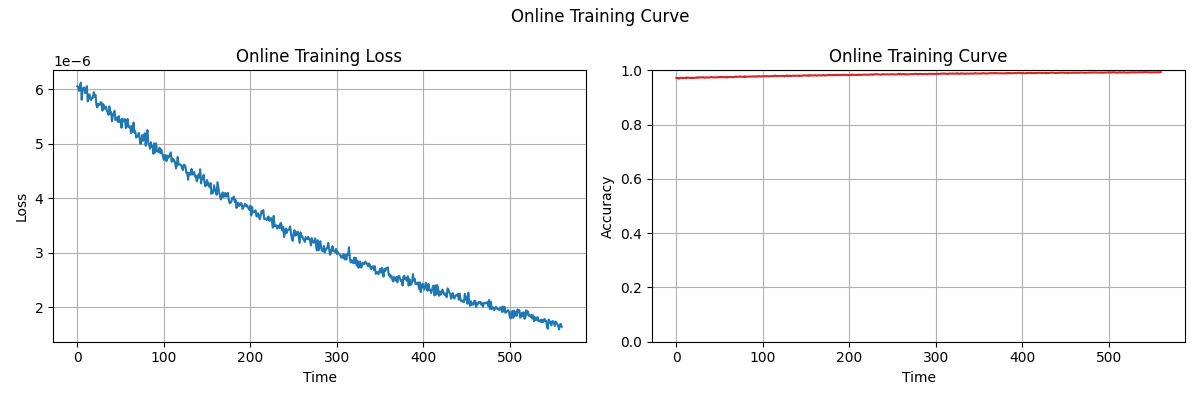 Online Training Curve
Online Training Loss
1e−6
6
5
4
3
2
Loss
0 100 200 300 400 500
Time
Online Training Curve
1.0
0.8
0.6
0.4
0.2
0.0
Accuracy
0 100 200 300 400 500
Time